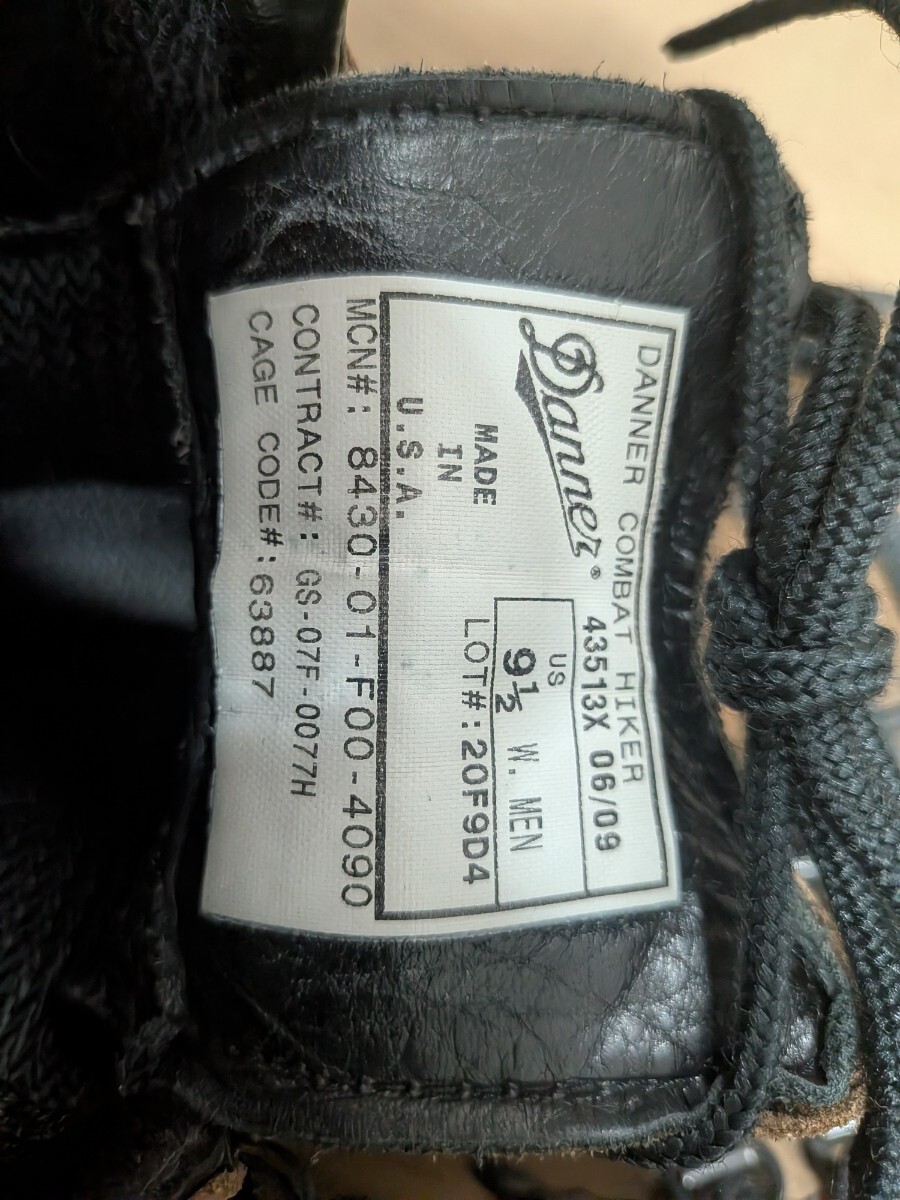 DANNER COMBAT HIKER
Danner® 43513X 06/09
US
9½ W. MEN
MADE
IN
U.S.A.
LOT#:20F9D4
MCN#: 8430-01-F00-4090
CONTRACT#: GS-07F-0077H
CAGE CODE#:63887